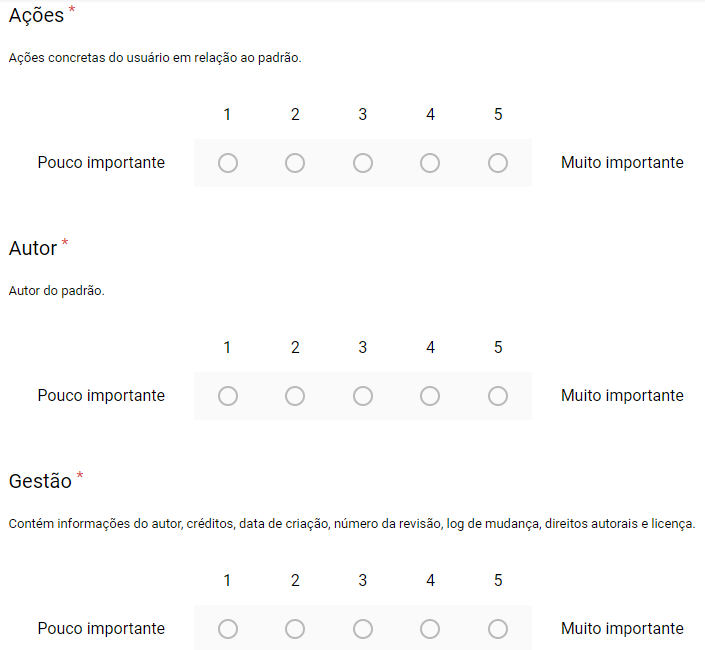 Ações *
Ações concretas do usuário em relação ao padrão.
1 2 3 4 5
Pouco importante Muito importante
Autor *
Autor do padrão.
1 2 3 4 5
Pouco importante Muito importante
Gestão *
Contém informações do autor, créditos, data de criação, número da revisão, log de mudança, direitos autorais e licença.
1 2 3 4 5
Pouco importante Muito importante